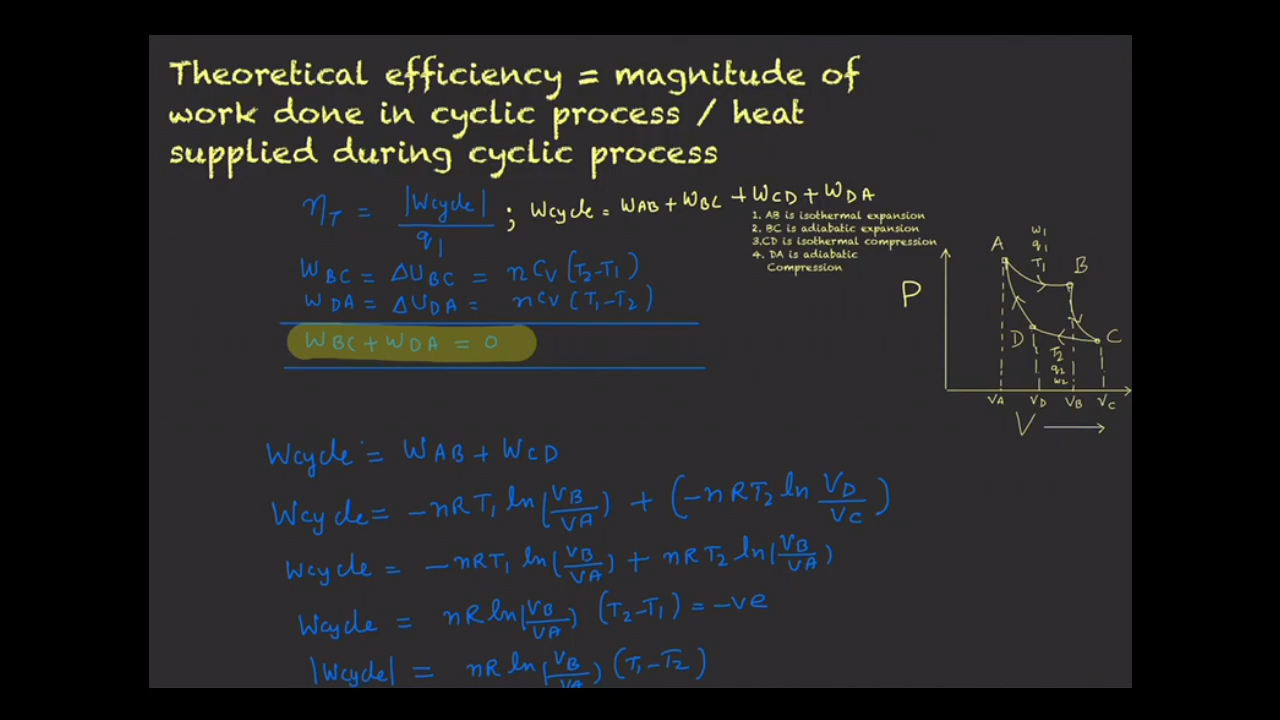 Theoretical efficiency = magnitude of
work done in cyclic process / heat
supplied during cyclic process
ηT = |Wcycle| / q1 ; Wcycle = WAB + WBC + WCD + WDA
1. AB is isothermal expansion
2. BC is adiabatic expansion
3.CD is isothermal compression
4. DA is adiabatic
Compression
WBC = ΔUBC = nCv (T2-T1)
WDA = ΔUDA = nCv (T1-T2)
WBC + WDA = 0
P
A
w1
q1
T1
B
D
C
T2
q2
w2
VA VD VB VC
V
Wcycle = WAB + WCD
Wcycle = -nRT1 ln(VB/VA) + (-nRT2 ln VD/VC)
Wcycle = -nRT1 ln(VB/VA) + nRT2 ln(VB/VA)
Wcycle = nR ln(VB/VA) (T2-T1) = -ve
|Wcycle| = nR ln(VB/VA) (T1-T2)